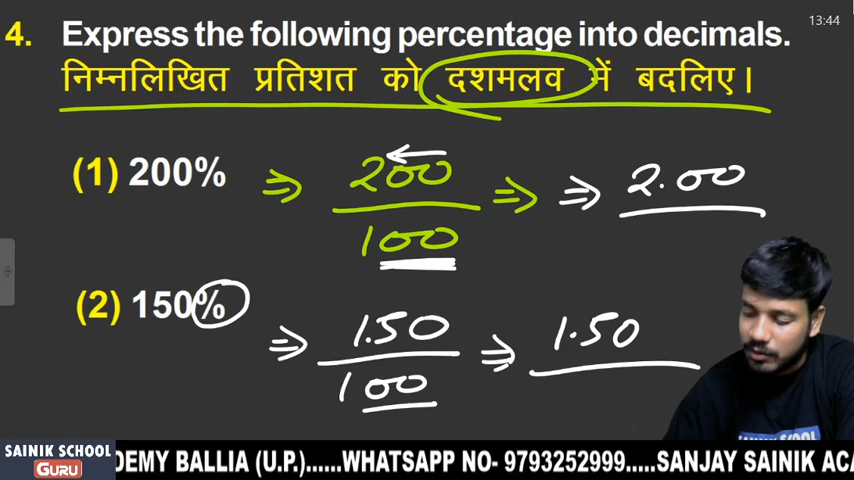 13:44
4. Express the following percentage into decimals.
निम्नलिखित प्रतिशत को दशमलव में बदलिए।
(1) 200% ⇒ 200/100 ⇒ ⇒ 2.00
(2) 150% ⇒ 1.50/100 ⇒ 1.50
SAINIK SCHOOL
GURU
DEMY BALLIA (U.P.)......WHATSAPP NO- 9793252999.....SANJAY SAINIK ACA